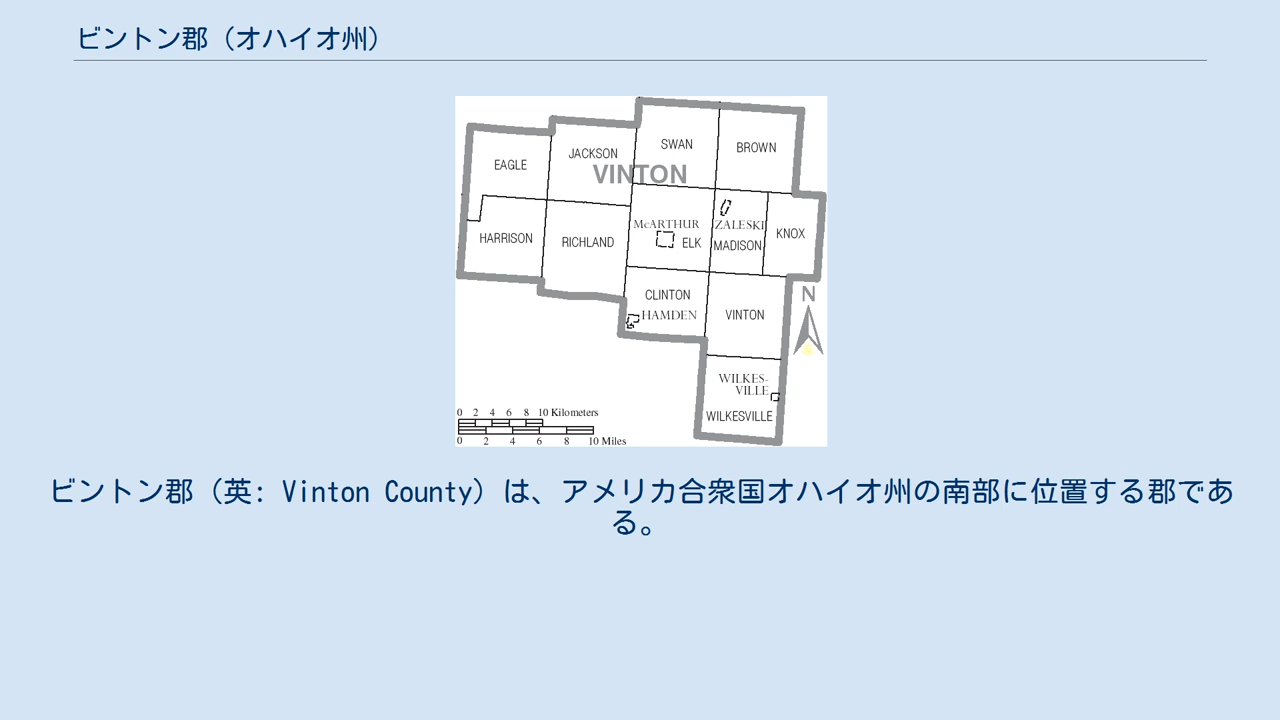 ビントン郡（オハイオ州）
SWAN
BROWN
JACKSON
EAGLE
VINTON
McARTHUR
ZALESKI
KNOX
HARRISON
RICHLAND
ELK
MADISON
CLINTON
N
HAMDEN
VINTON
WILKES-
VILLE
WILKESVILLE
0 2 4 6 8 10 Kilometers
0 2 4 6 8 10 Miles
ビントン郡（英: Vinton County）は、アメリカ合衆国オハイオ州の南部に位置する郡であ
る。